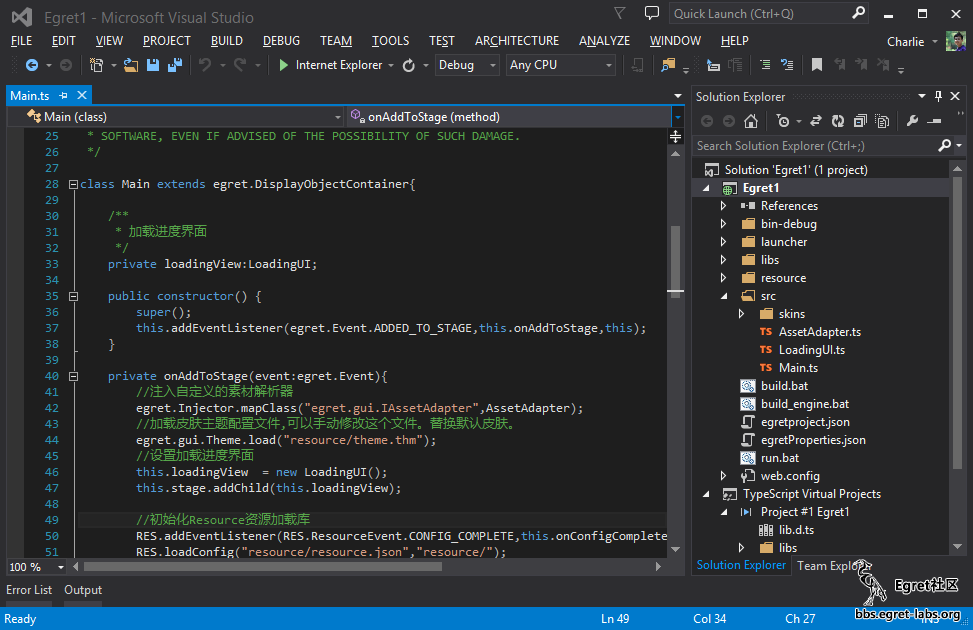 Egret1 - Microsoft Visual Studio
Quick Launch (Ctrl+Q)
FILE EDIT VIEW PROJECT BUILD DEBUG TEAM TOOLS TEST ARCHITECTURE ANALYZE WINDOW HELP Charlie
Internet Explorer Debug Any CPU
Main.ts
Main (class) onAddToStage (method)
25 * SOFTWARE, EVEN IF ADVISED OF THE POSSIBILITY OF SUCH DAMAGE.
26 */
27
28 class Main extends egret.DisplayObjectContainer{
29
30 /**
31 * 加载进度界面
32 */
33 private loadingView:LoadingUI;
34
35 public constructor() {
36 super();
37 this.addEventListener(egret.Event.ADDED_TO_STAGE,this.onAddToStage,this);
38 }
39
40 private onAddToStage(event:egret.Event){
41 //注入自定义的素材解析器
42 egret.Injector.mapClass("egret.gui.IAssetAdapter",AssetAdapter);
43 //加载皮肤主题配置文件,可以手动修改这个文件。替换默认皮肤。
44 egret.gui.Theme.load("resource/theme.thm");
45 //设置加载进度界面
46 this.loadingView = new LoadingUI();
47 this.stage.addChild(this.loadingView);
48
49 //初始化Resource资源加载库
50 RES.addEventListener(RES.ResourceEvent.CONFIG_COMPLETE,this.onConfigComplete
51 RES.loadConfig("resource/resource.json","resource/");
100 %
Solution Explorer
Search Solution Explorer (Ctrl+;)
Solution 'Egret1' (1 project)
Egret1
References
bin-debug
launcher
libs
resource
src
skins
TS AssetAdapter.ts
TS LoadingUI.ts
TS Main.ts
build.bat
build_engine.bat
egretproject.json
egretProperties.json
run.bat
web.config
TypeScript Virtual Projects
Project #1 Egret1
lib.d.ts
libs
Solution Explorer Team Explorer
Error List Output
Egret社区
bbs.egret-labs.org
Ready Ln 49 Col 34 Ch 27 INS